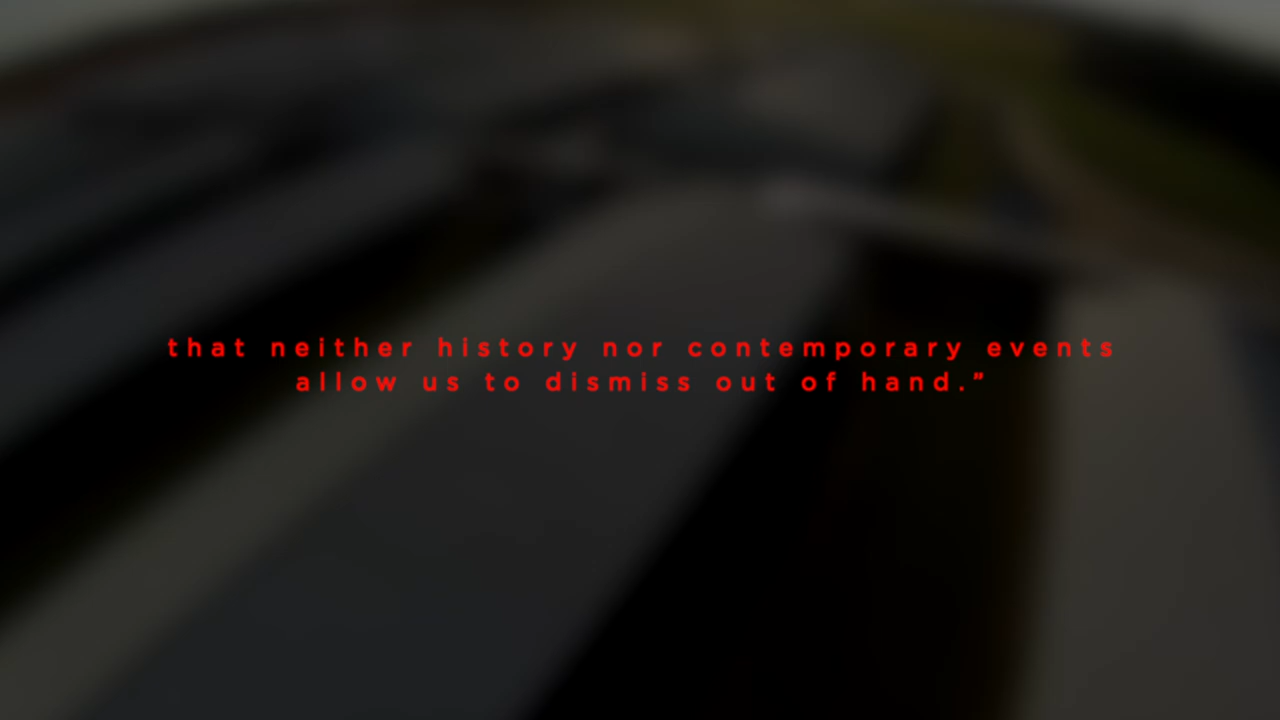 that neither history nor contemporary events
allow us to dismiss out of hand.”